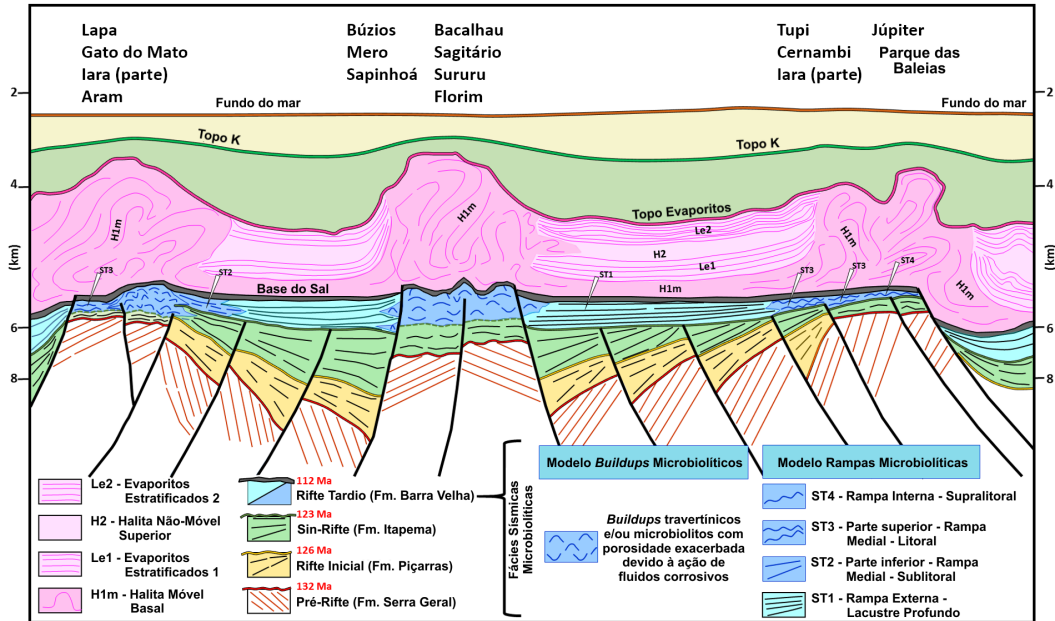 Lapa
Gato do Mato
Iara (parte)
Aram
Búzios
Mero
Sapinhoá
Bacalhau
Sagitário
Sururu
Florim
Tupi
Cernambi
Iara (parte)
Júpiter
Parque das
Baleias
2
Fundo do mar
Fundo do mar
2
Topo K
Topo K
4
4
Topo Evaporitos
Le2
H1m
H1m
H1m
H2
(km)
(km)
ST3
ST2
Le1
ST1
ST3
ST3
ST4
Base do Sal
H1m
H1m
6
6
8
8
Le2 - Evaporitos
Estratificados 2
H2 - Halita Não-Móvel
Superior
Le1 - Evaporitos
Estratificados 1
H1m - Halita Móvel
Basal
112 Ma
Rifte Tardio (Fm. Barra Velha)
123 Ma
Sin-Rifte (Fm. Itapema)
126 Ma
Rifte Inicial (Fm. Piçarras)
132 Ma
Pré-Rifte (Fm. Serra Geral)
Fácies Sísmicas
Microbiolíticos
Modelo Buildups Microbiolíticos
Buildups travertínicos
e/ou microbiolitos com
porosidade exacerbada
devido à ação de
fluidos corrosivos
Modelo Rampas Microbiolíticas
ST4 - Rampa Interna - Supralitoral
ST3 - Parte superior - Rampa
Medial - Litoral
ST2 - Parte inferior - Rampa
Medial - Sublitoral
ST1 - Rampa Externa -
Lacustre Profundo